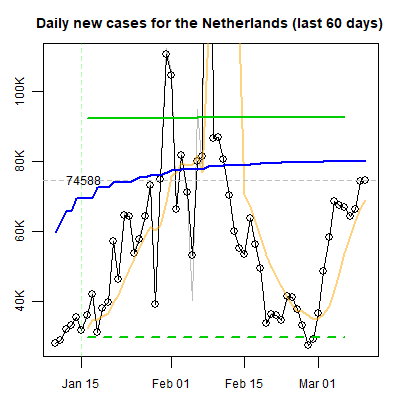 Daily new cases for the Netherlands (last 60 days)
100K
80K
74588
60K
40K
Jan 15 Feb 01 Feb 15 Mar 01